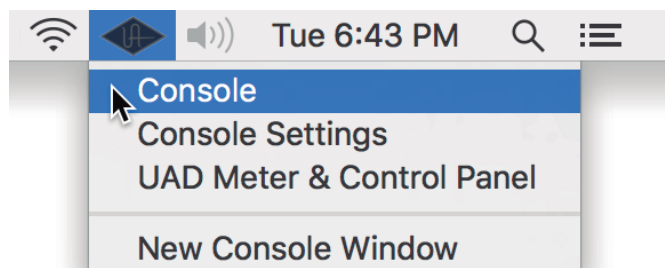 Tue 6:43 PM
Console
Console Settings
UAD Meter & Control Panel
New Console Window